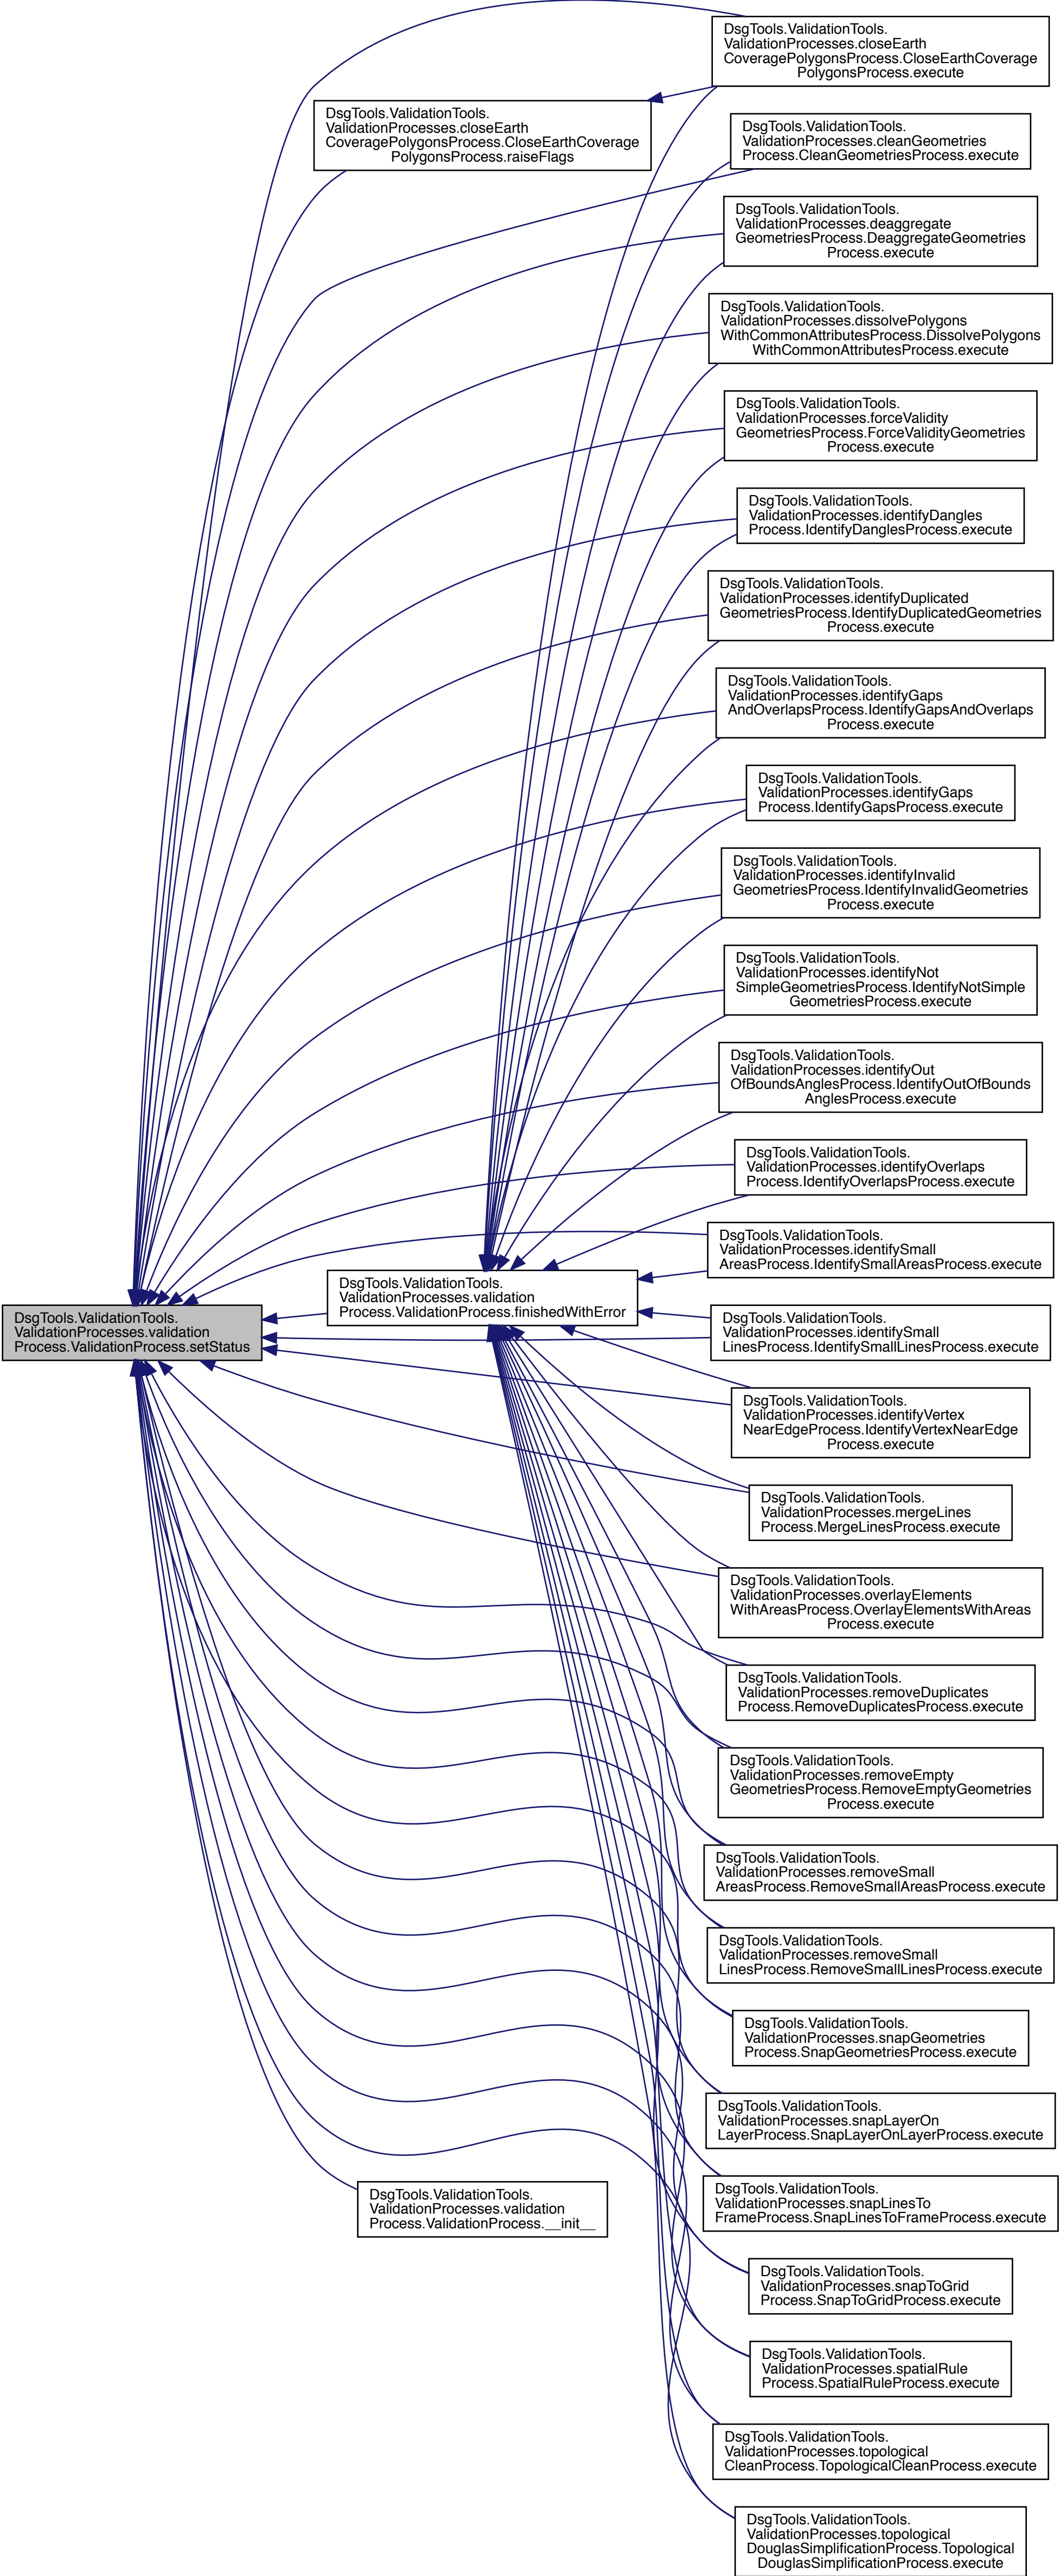 DsgTools.ValidationTools.
ValidationProcesses.closeEarth
CoveragePolygonsProcess.CloseEarthCoverage
PolygonsProcess.execute
DsgTools.ValidationTools.
ValidationProcesses.closeEarth
CoveragePolygonsProcess.CloseEarthCoverage
PolygonsProcess.raiseFlags
DsgTools.ValidationTools.
ValidationProcesses.cleanGeometries
Process.CleanGeometriesProcess.execute
DsgTools.ValidationTools.
ValidationProcesses.deaggregate
GeometriesProcess.DeaggregateGeometries
Process.execute
DsgTools.ValidationTools.
ValidationProcesses.dissolvePolygons
WithCommonAttributesProcess.DissolvePolygons
WithCommonAttributesProcess.execute
DsgTools.ValidationTools.
ValidationProcesses.forceValidity
GeometriesProcess.ForceValidityGeometries
Process.execute
DsgTools.ValidationTools.
ValidationProcesses.identifyDangles
Process.IdentifyDanglesProcess.execute
DsgTools.ValidationTools.
ValidationProcesses.identifyDuplicated
GeometriesProcess.IdentifyDuplicatedGeometries
Process.execute
DsgTools.ValidationTools.
ValidationProcesses.identifyGaps
AndOverlapsProcess.IdentifyGapsAndOverlaps
Process.execute
DsgTools.ValidationTools.
ValidationProcesses.identifyGaps
Process.IdentifyGapsProcess.execute
DsgTools.ValidationTools.
ValidationProcesses.identifyInvalid
GeometriesProcess.IdentifyInvalidGeometries
Process.execute
DsgTools.ValidationTools.
ValidationProcesses.identifyNot
SimpleGeometriesProcess.IdentifyNotSimple
GeometriesProcess.execute
DsgTools.ValidationTools.
ValidationProcesses.identifyOut
OfBoundsAnglesProcess.IdentifyOutOfBounds
AnglesProcess.execute
DsgTools.ValidationTools.
ValidationProcesses.identifyOverlaps
Process.IdentifyOverlapsProcess.execute
DsgTools.ValidationTools.
ValidationProcesses.identifySmall
AreasProcess.IdentifySmallAreasProcess.execute
DsgTools.ValidationTools.
ValidationProcesses.validation
Process.ValidationProcess.finishedWithError
DsgTools.ValidationTools.
ValidationProcesses.validation
Process.ValidationProcess.setStatus
DsgTools.ValidationTools.
ValidationProcesses.identifySmall
LinesProcess.IdentifySmallLinesProcess.execute
DsgTools.ValidationTools.
ValidationProcesses.identifyVertex
NearEdgeProcess.IdentifyVertexNearEdge
Process.execute
DsgTools.ValidationTools.
ValidationProcesses.mergeLines
Process.MergeLinesProcess.execute
DsgTools.ValidationTools.
ValidationProcesses.overlayElements
WithAreasProcess.OverlayElementsWithAreas
Process.execute
DsgTools.ValidationTools.
ValidationProcesses.removeDuplicates
Process.RemoveDuplicatesProcess.execute
DsgTools.ValidationTools.
ValidationProcesses.removeEmpty
GeometriesProcess.RemoveEmptyGeometries
Process.execute
DsgTools.ValidationTools.
ValidationProcesses.removeSmall
AreasProcess.RemoveSmallAreasProcess.execute
DsgTools.ValidationTools.
ValidationProcesses.removeSmall
LinesProcess.RemoveSmallLinesProcess.execute
DsgTools.ValidationTools.
ValidationProcesses.snapGeometries
Process.SnapGeometriesProcess.execute
DsgTools.ValidationTools.
ValidationProcesses.snapLayerOn
LayerProcess.SnapLayerOnLayerProcess.execute
DsgTools.ValidationTools.
ValidationProcesses.snapLinesTo
FrameProcess.SnapLinesToFrameProcess.execute
DsgTools.ValidationTools.
ValidationProcesses.validation
Process.ValidationProcess.__init__
DsgTools.ValidationTools.
ValidationProcesses.snapToGrid
Process.SnapToGridProcess.execute
DsgTools.ValidationTools.
ValidationProcesses.spatialRule
Process.SpatialRuleProcess.execute
DsgTools.ValidationTools.
ValidationProcesses.topological
CleanProcess.TopologicalCleanProcess.execute
DsgTools.ValidationTools.
ValidationProcesses.topological
DouglasSimplificationProcess.Topological
DouglasSimplificationProcess.execute